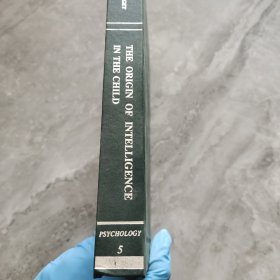 THE ORIGIN OF INTELLIGENCE
IN THE CHILD
PSYCHOLOGY
5